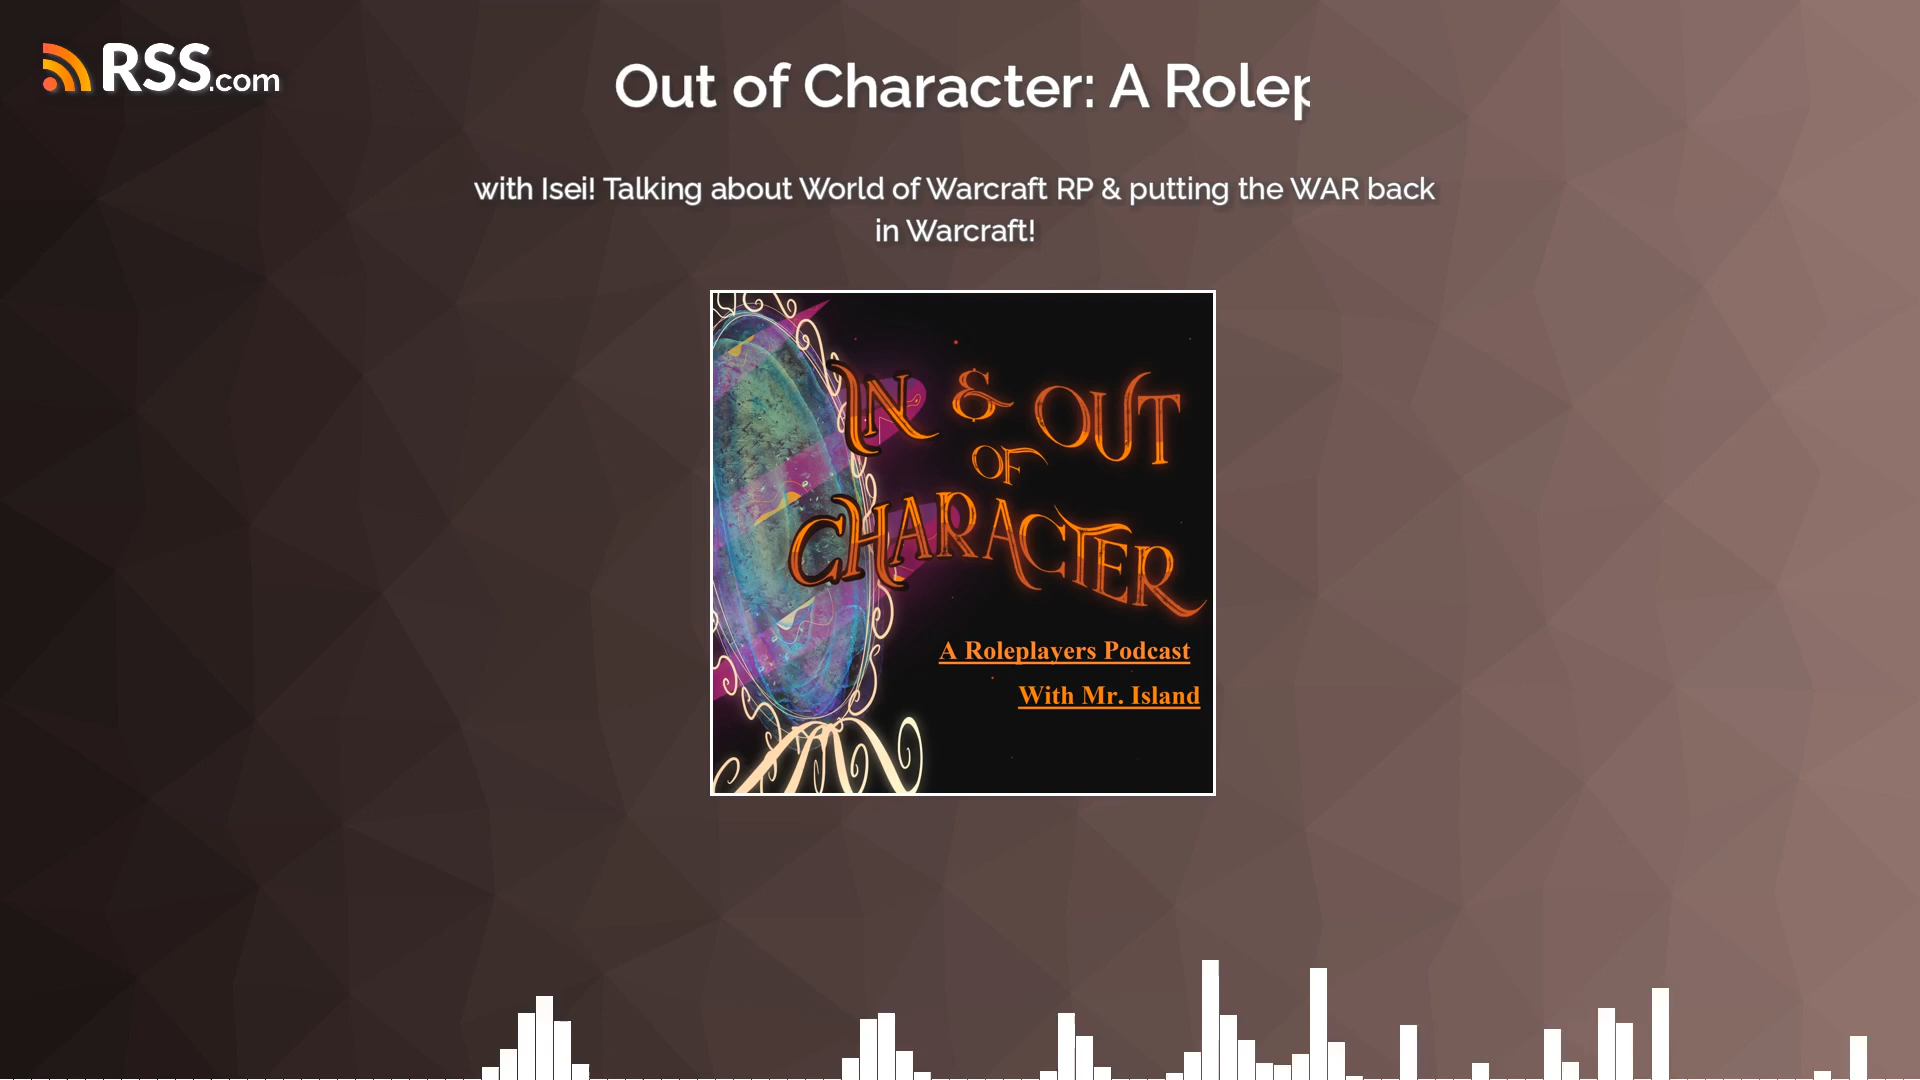 RSS.com
Out of Character: A Role
with Isei! Talking about World of Warcraft RP & putting the WAR back
in Warcraft!
IN & OUT
OF
CHARACTER
A Roleplayers Podcast
With Mr. Island